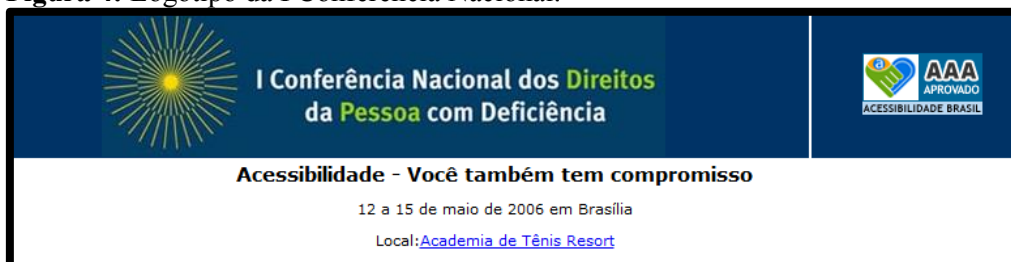 I Conferência Nacional dos Direitos
da Pessoa com Deficiência
a
AAA
APROVADO
ACESSIBILIDADE BRASIL
Acessibilidade - Você também tem compromisso
12 a 15 de maio de 2006 em Brasília
Local:Academia de Tênis Resort